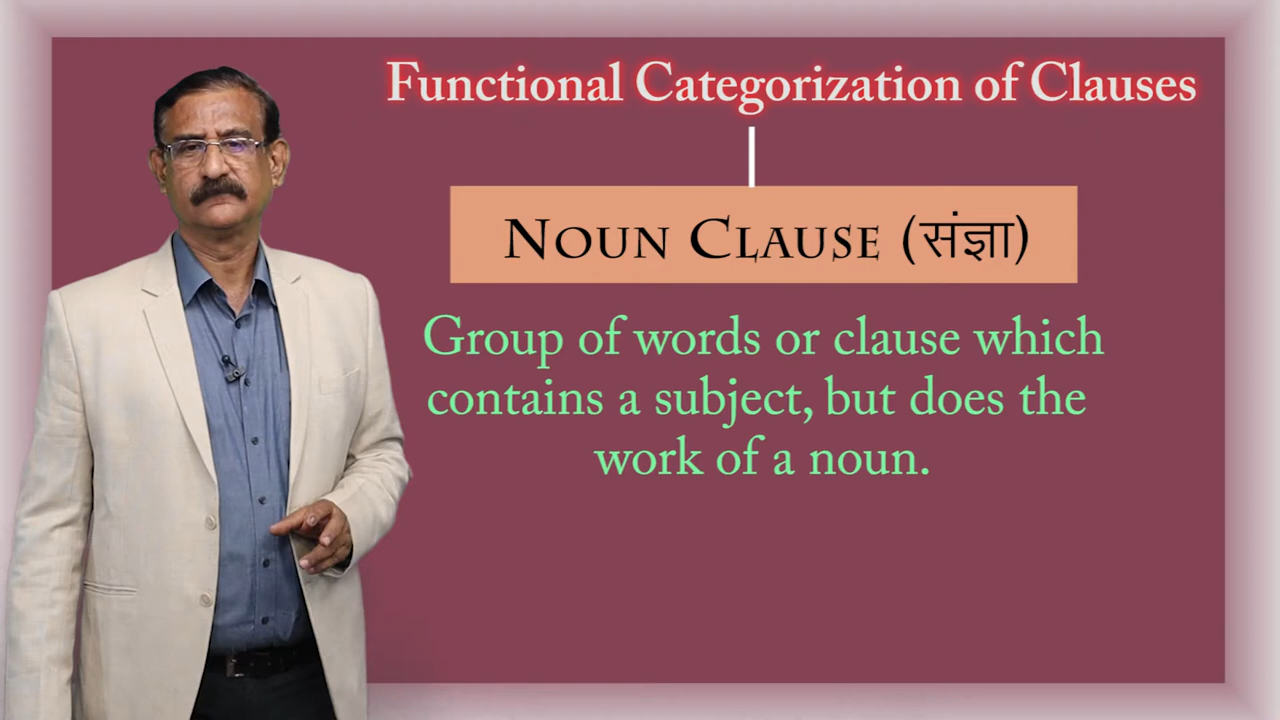 Functional Categorization of Clauses
NOUN CLAUSE (संज्ञा)
Group of words or clause which
contains a subject, but does the
work of a noun.